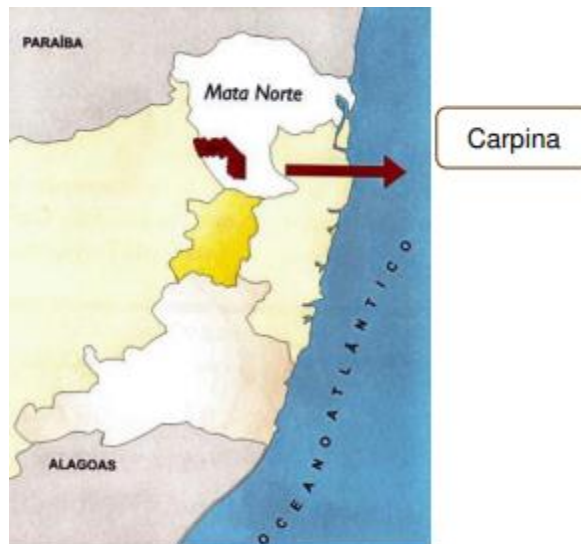 PARAÍBA
Mata Norte
Carpina
OCEANO ATLÂNTICO
ALAGOAS